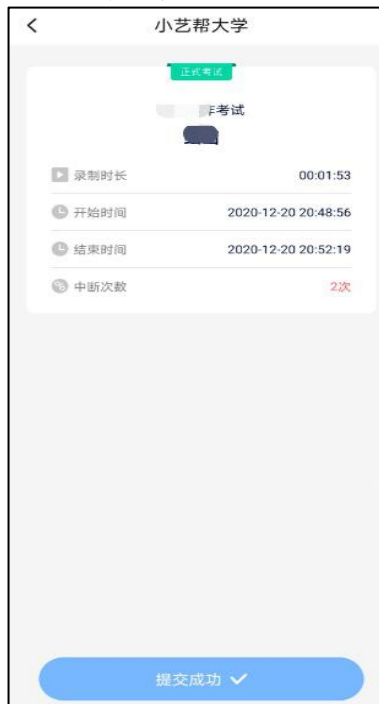 小艺帮大学
正式考试
考试
录制时长 00:01:53
开始时间 2020-12-20 20:48:56
结束时间 2020-12-20 20:52:19
中断次数 2次
提交成功